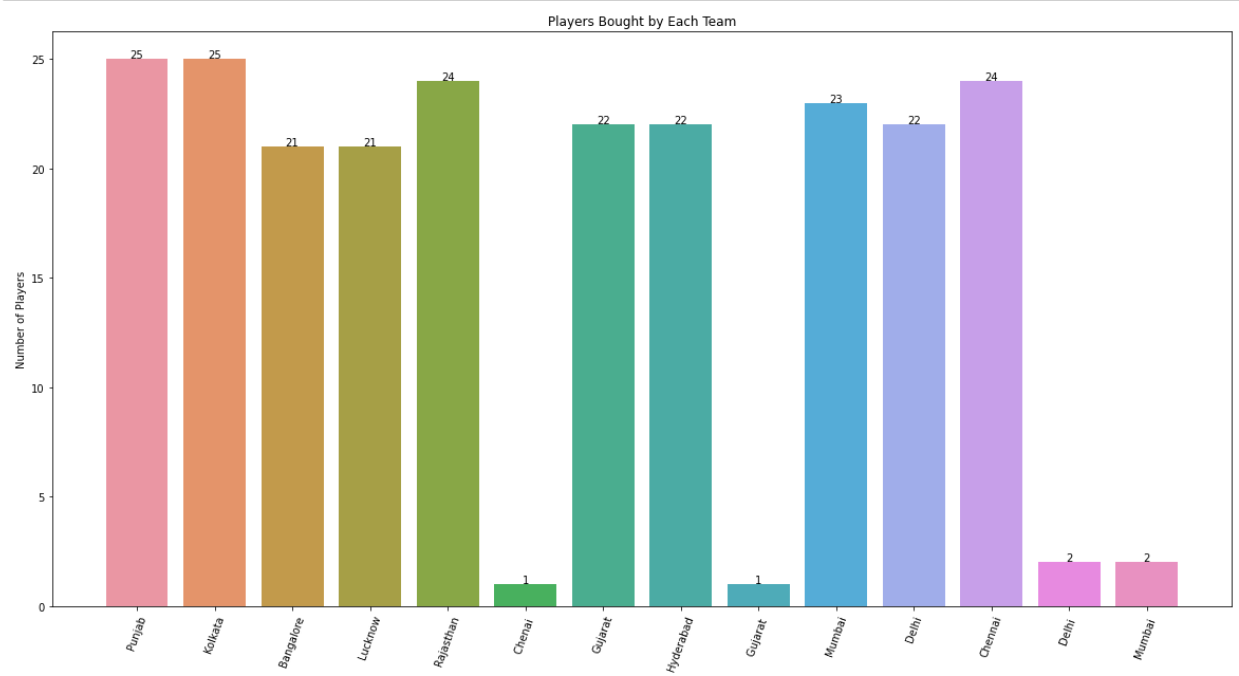 Players Bought by Each Team
Number of Players
25
20
15
10
5
0
25
25
21
21
24
1
22
22
1
23
22
24
2
2
Punjab
Kolkata
Bangalore
Lucknow
Rajasthan
Chenai
Gujarat
Hyderabad
Gujarat
Mumbai
Delhi
Chennai
Delhi
Mumbai